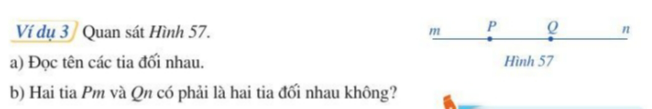 Ví dụ 3 Quan sát Hình 57.
m P Q n
a) Đọc tên các tia đối nhau.
Hình 57
b) Hai tia Pm và Qn có phải là hai tia đối nhau không?